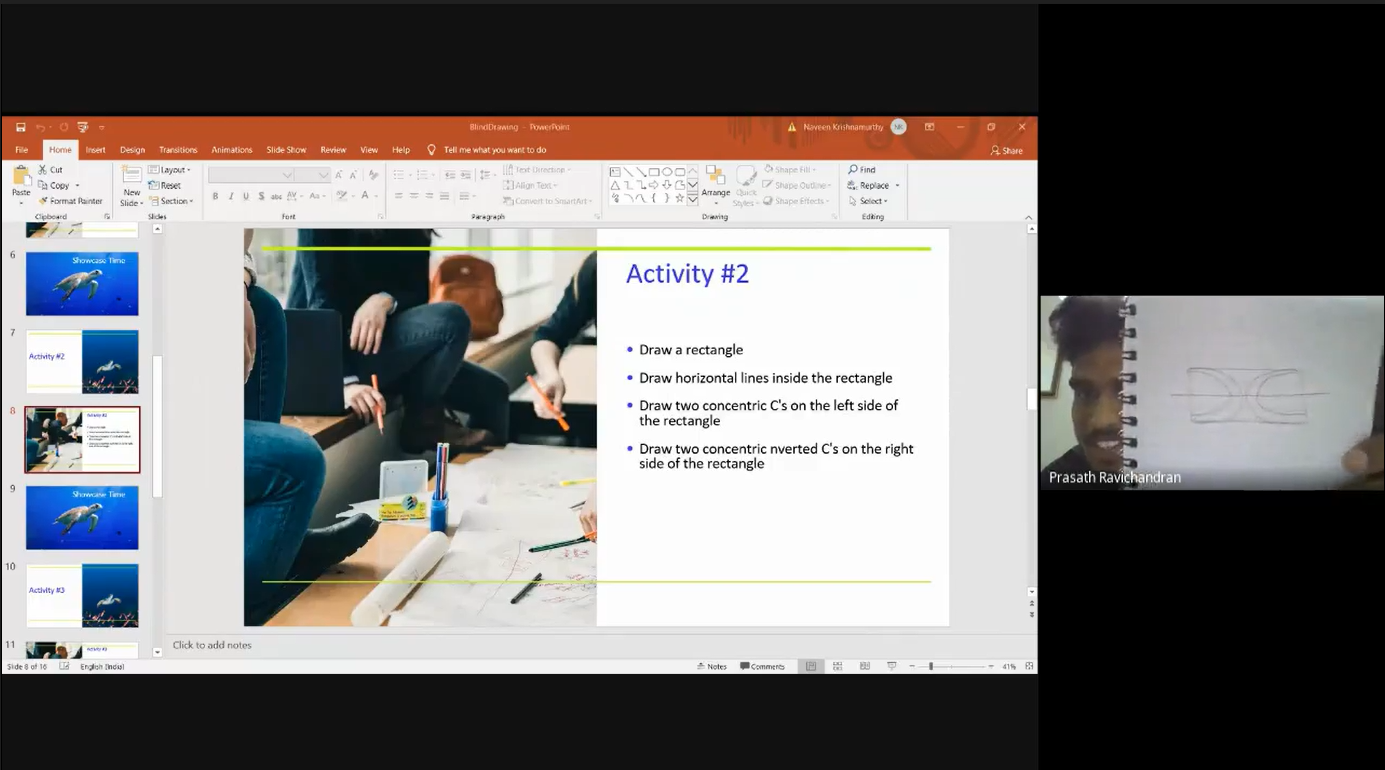 BlindDrawing - PowerPoint
Naveen Krishnamurthy
NK
File Home Insert Design Transitions Animations Slide Show Review View Help Tell me what you want to do
Share
Paste
Cut
Copy
Format Painter
Clipboard
New
Slide
Layout
Reset
Section
Slides
Font
Text Direction
Align Text
Convert to SmartArt
Paragraph
Arrange
Quick
Styles
Shape Fill
Shape Outline
Shape Effects
Drawing
Find
Replace
Select
Editing
6
Showcase Time
7
Activity #2
8
9
Showcase Time
10
Activity #3
11
Activity #2
Draw a rectangle
Draw horizontal lines inside the rectangle
Draw two concentric C's on the left side of
the rectangle
Draw two concentric nverted C's on the right
side of the rectangle
Click to add notes
Slide 8 of 16 English (India)
Notes Comments 41%
Prasath Ravichandran